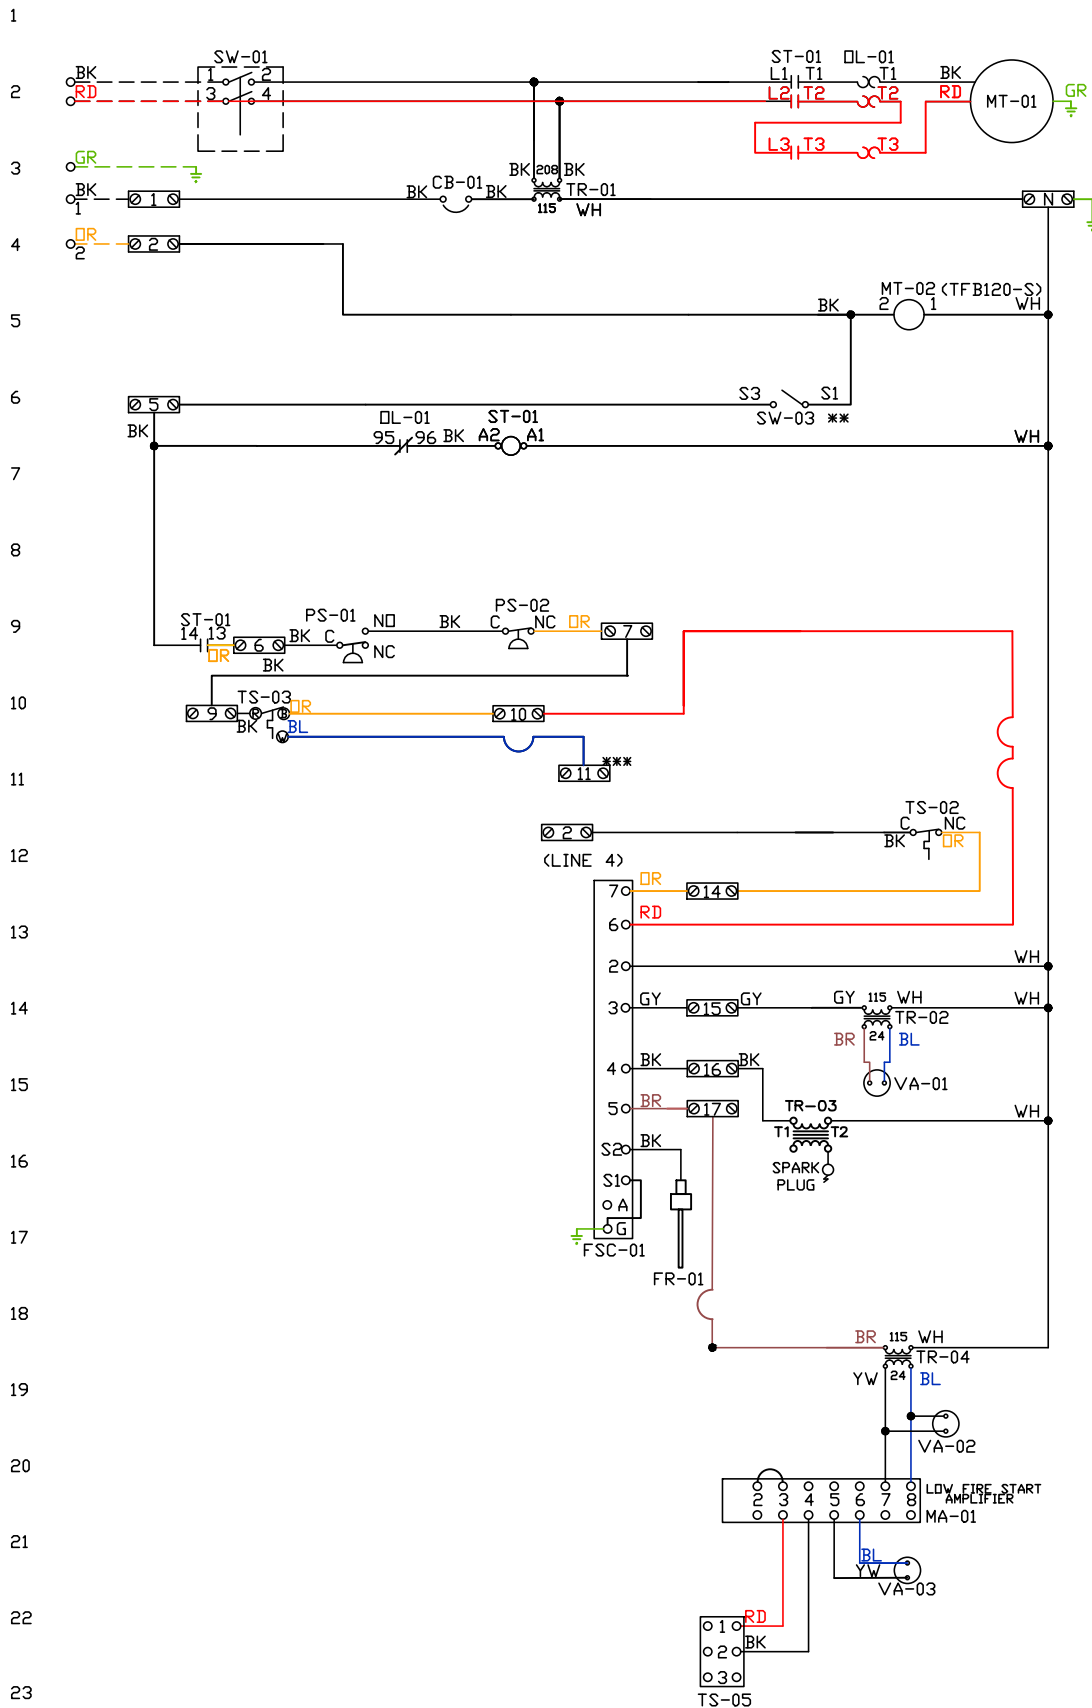 1
SW-01 ST-01 OL-01
BK 1 2 L1 T1 T1 BK
2 RD 3 4 L2 T2 T2 RD MT-01 GR
L3 T3 T3
3 GR
BK 208 BK
BK 1 1 BK CB-01 BK 115 TR-01 WH N
4 OR 2 2
MT-02 (TFB120-S)
5 BK 2 1 WH
6 5 S3 S1
SW-03 **
BK OL-01 ST-01
95 96 BK A2 A1 WH
7
8
9 ST-01 PS-01 NO BK PS-02 OR 7
14 13 OR 6 BK C NC C NC
BK
10 9 TS-03 OR 10
BK R B W BL
11 11 ***
TS-02
2 C NC
BK OR
12 (LINE 4)
7 OR 14
13 6 RD
2 WH
14 3 GY 15 GY GY 115 WH WH
TR-02
24
BR BL
15 4 BK 16 BK VA-01
5 BR 17 TR-03 WH
T1 T2
16 S2 BK SPARK
PLUG
S1
A
17 G
FSC-01
FR-01
18
BR 115 WH
TR-04
19 YW 24 BL
VA-02
20
2 3 4 5 6 7 8 LOW FIRE START
AMPLIFIER
MA-01
21
BL
YW
VA-03
22 1 RD
2 BK
3
23 TS-05